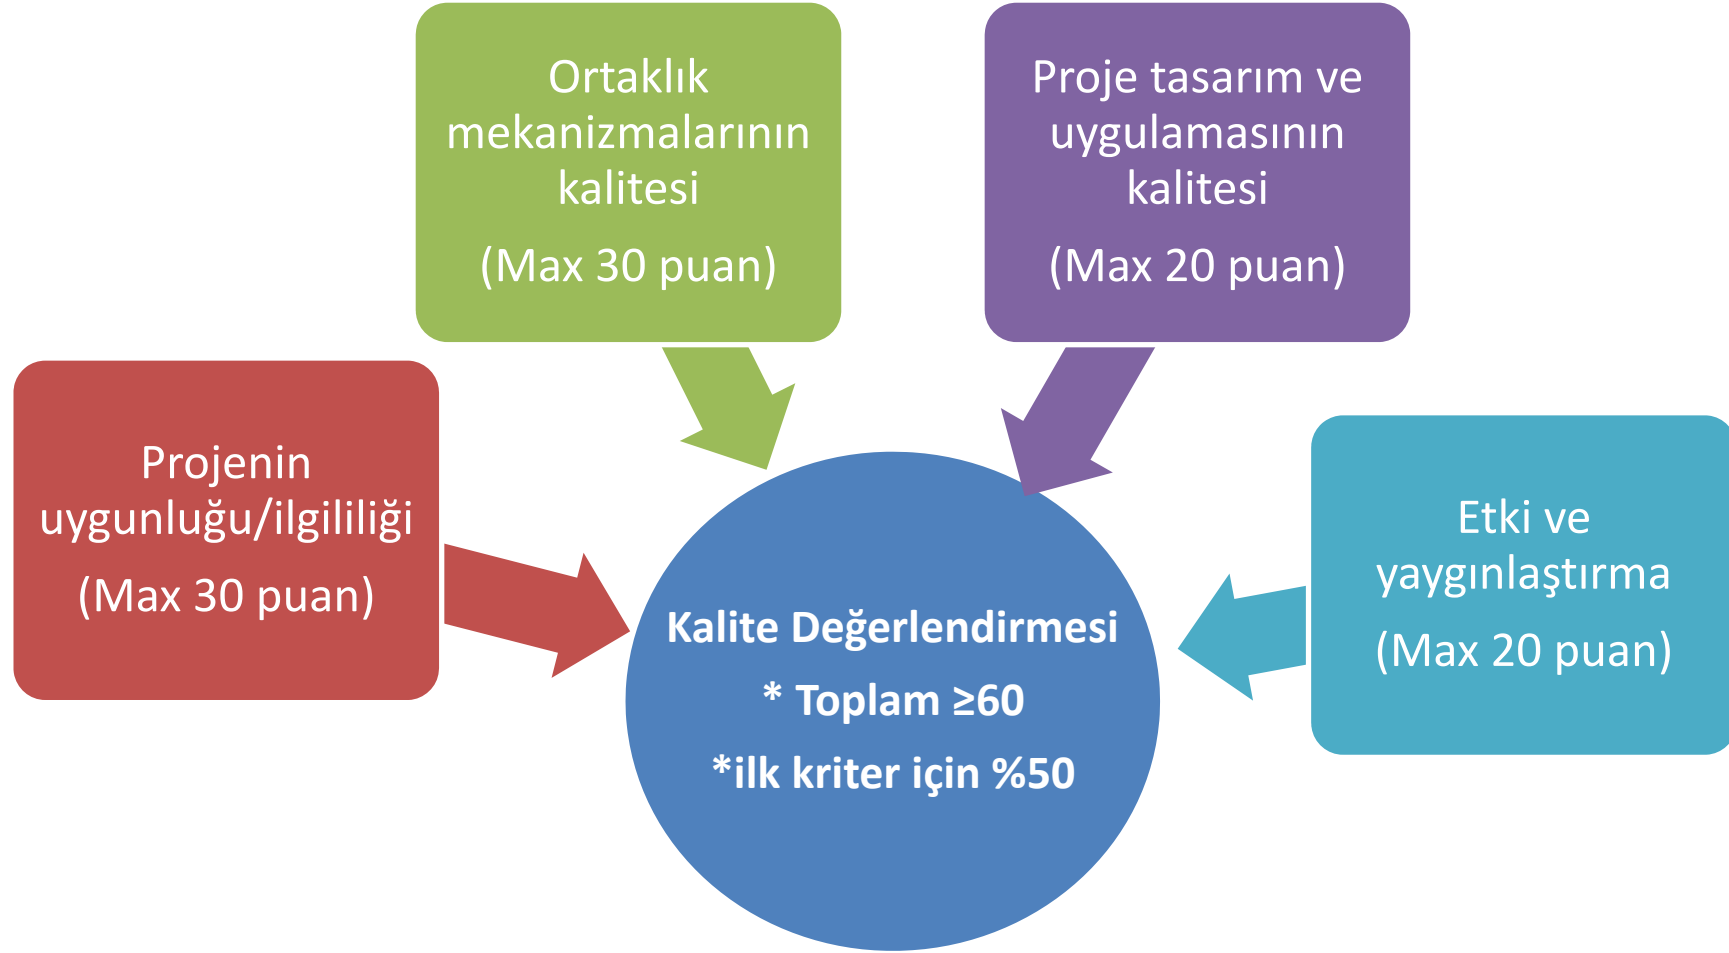 Ortaklık
mekanizmalarının
kalitesi
(Max 30 puan)
Proje tasarım ve
uygulamasının
kalitesi
(Max 20 puan)
Projenin
uygunluğu/ilgililiği
(Max 30 puan)
Etki ve
yaygınlaştırma
(Max 20 puan)
Kalite Değerlendirmesi
* Toplam ≥60
*ilk kriter için %50